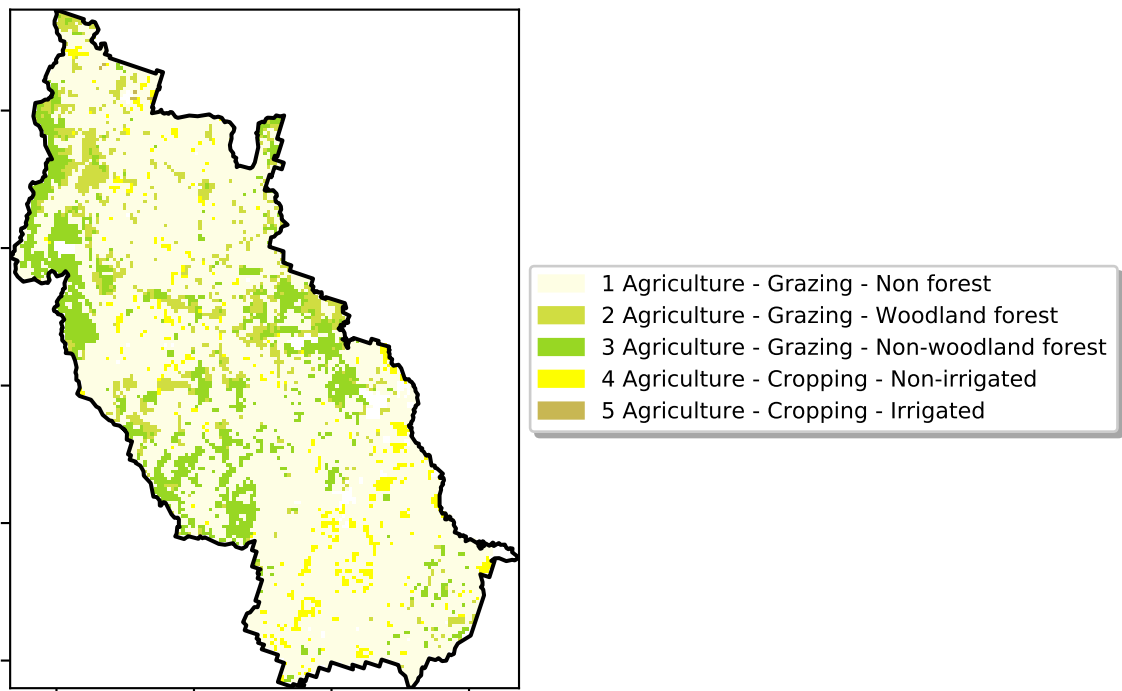 1 Agriculture - Grazing - Non forest
2 Agriculture - Grazing - Woodland forest
3 Agriculture - Grazing - Non-woodland forest
4 Agriculture - Cropping - Non-irrigated
5 Agriculture - Cropping - Irrigated